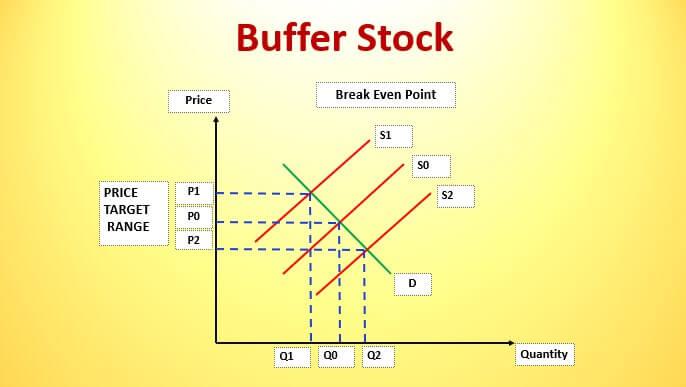 Buffer Stock
Price
Break Even Point
S1
S0
S2
PRICE
TARGET
RANGE
P1
P0
P2
D
Q1
Q0
Q2
Quantity